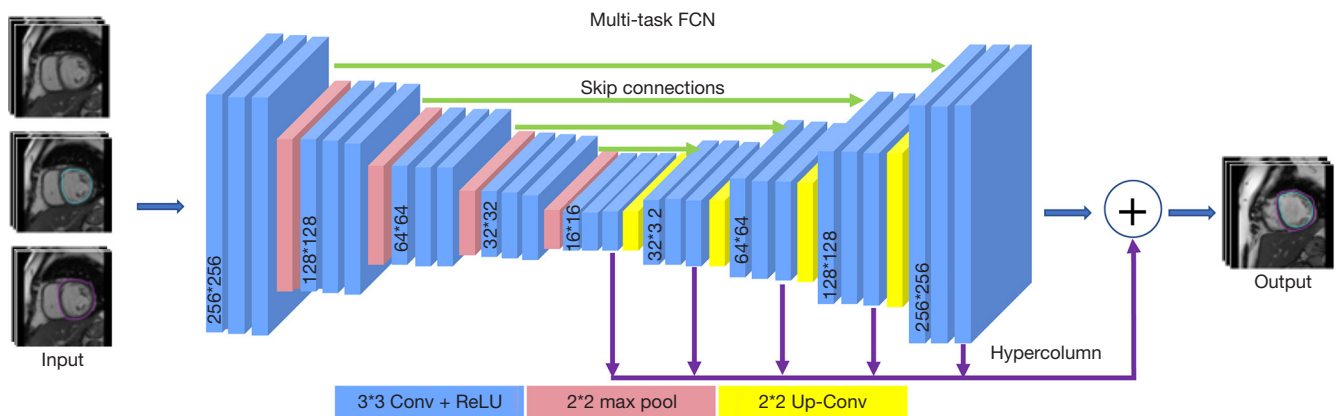 Multi-task FCN
Skip connections
256*256
128*128
64*64
32*32
16*16
32*3 2
64*64
128*128
256*256
Input
Output
Hypercolumn
3*3 Conv + ReLU
2*2 max pool
2*2 Up-Conv